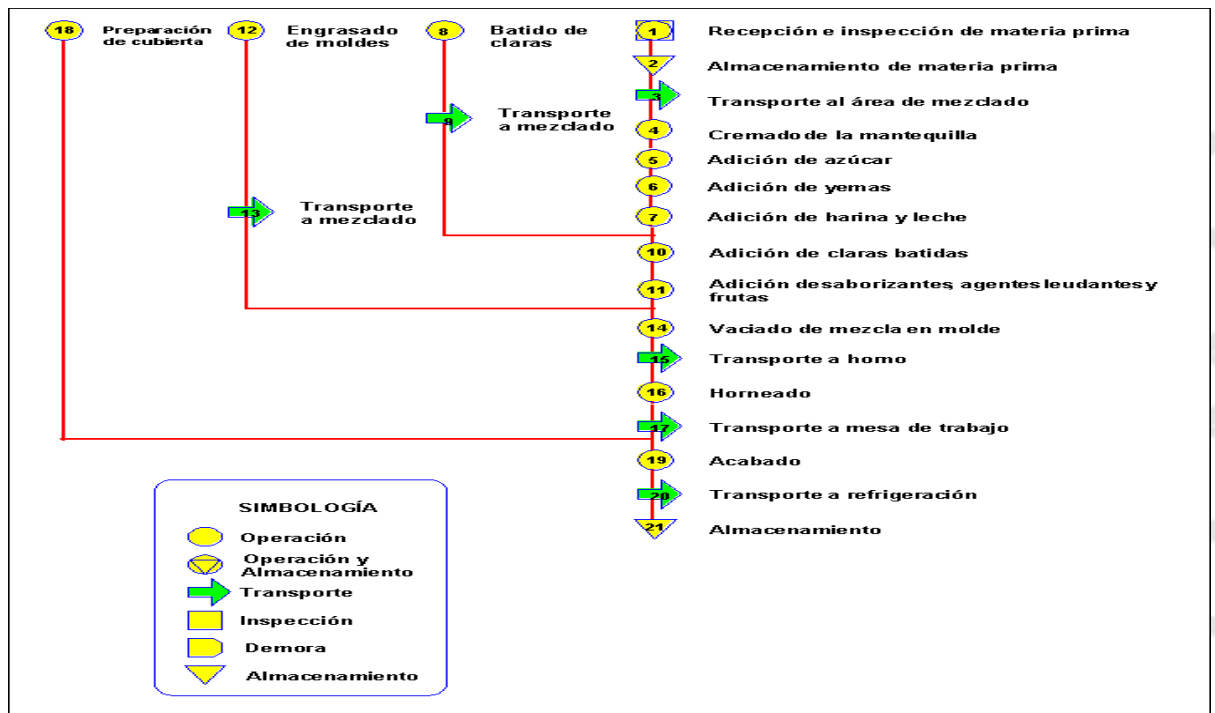 18 Preparación
de cubierta
12 Engrasado
de moldes
8 Batido de
claras
9 Transporte
a mezclado
13 Transporte
a mezclado
1 Recepción e inspección de materia prima
2 Almacenamiento de materia prima
3 Transporte al área de mezclado
4 Cremado de la mantequilla
5 Adición de azúcar
6 Adición de yemas
7 Adición de harina y leche
10 Adición de claras batidas
11 Adición desaborizantes, agentes leudantes y
frutas
14 Vaciado de mezcla en molde
15 Transporte a horno
16 Horneado
17 Transporte a mesa de trabajo
19 Acabado
20 Transporte a refrigeración
21 Almacenamiento
SIMBOLOGÍA
Operación
Operación y
Almacenamiento
Transporte
Inspección
Demora
Almacenamiento